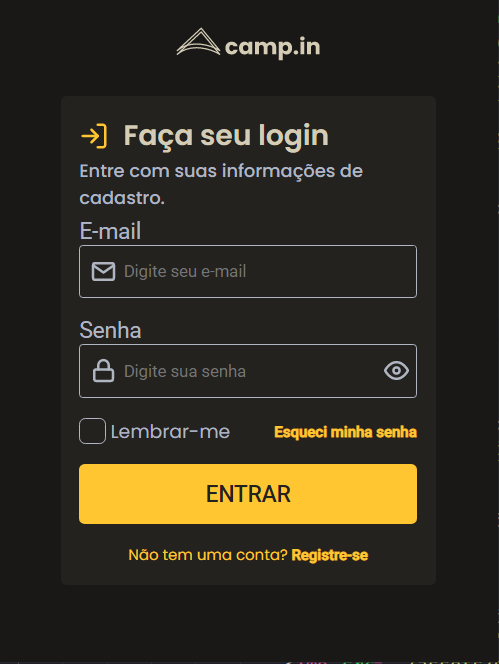 camp.in
Faça seu login
Entre com suas informações de
cadastro.
E-mail
Digite seu e-mail
Senha
Digite sua senha
Lembrar-me Esqueci minha senha
ENTRAR
Não tem uma conta? Registre-se